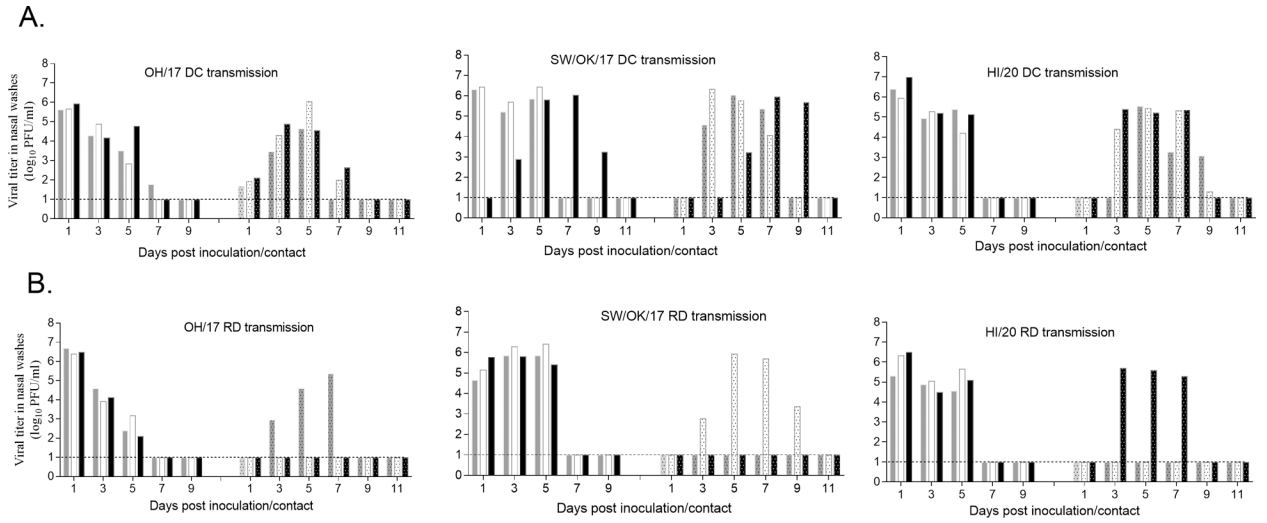 A.
OH/17 DC transmission
Viral titer in nasal washes
(log10 PFU/ml)
8
7
6
5
4
3
2
1
0
1 3 5 7 9 1 3 5 7 9 11
Days post inoculation/contact
SW/OK/17 DC transmission
8
7
6
5
4
3
2
1
0
1 3 5 7 9 11 1 3 5 7 9 11
Days post inoculation/contact
HI/20 DC transmission
8
7
6
5
4
3
2
1
0
1 3 5 7 9 1 3 5 7 9 11
Days post inoculation/contact
B.
OH/17 RD transmission
Viral titer in nasal washes
(log10 PFU/ml)
8
7
6
5
4
3
2
1
0
1 3 5 7 9 1 3 5 7 9 11
Days post inoculation/contact
SW/OK/17 RD transmission
8
7
6
5
4
3
2
1
0
1 3 5 7 9 1 3 5 7 9 11
Days post inoculation/contact
HI/20 RD transmission
8
7
6
5
4
3
2
1
0
1 3 5 7 9 1 3 5 7 9 11
Days post inoculation/contact